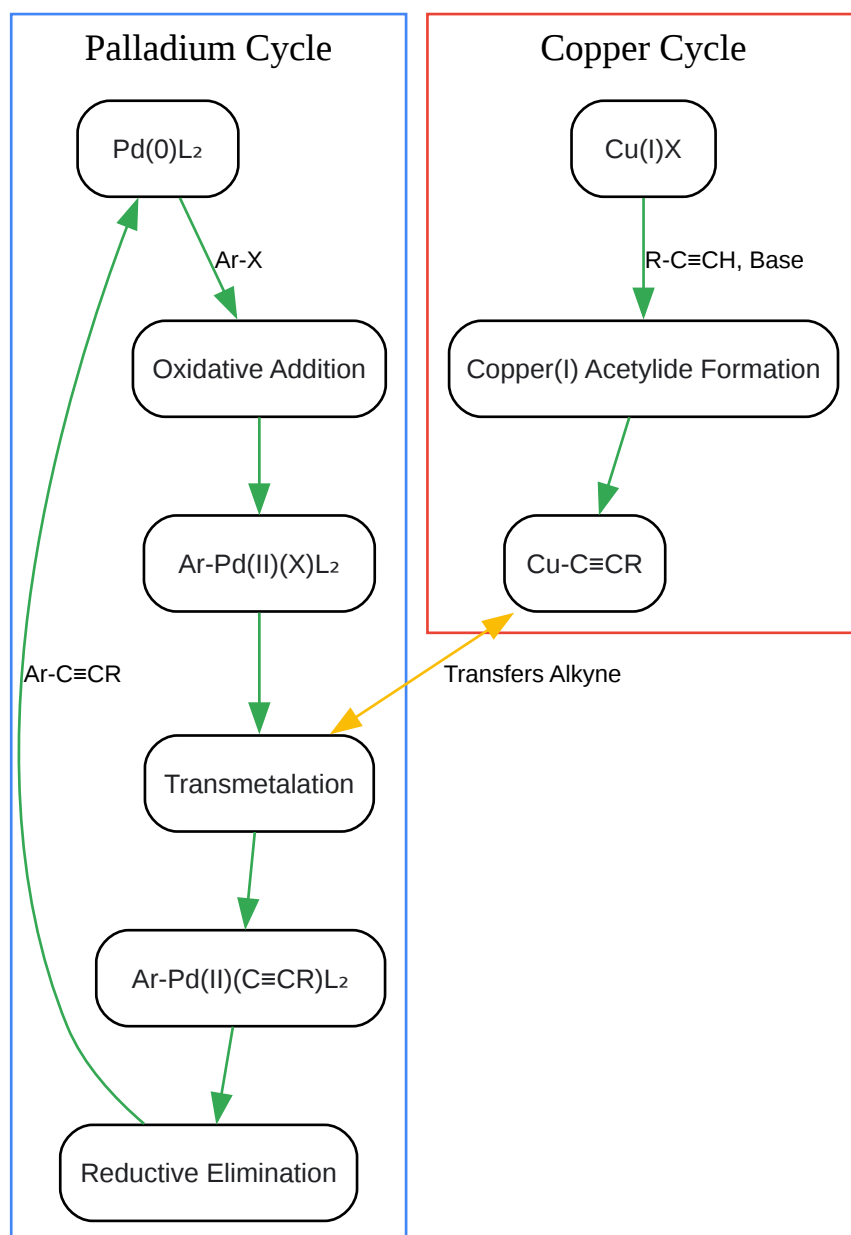 Palladium Cycle
Pd(0)L₂
Ar-X
Oxidative Addition
Ar-Pd(II)(X)L₂
Ar-C≡CR
Transmetalation
Ar-Pd(II)(C≡CR)L₂
Reductive Elimination
Copper Cycle
Cu(I)X
R-C≡CH, Base
Copper(I) Acetylide Formation
Cu-C≡CR
Transfers Alkyne